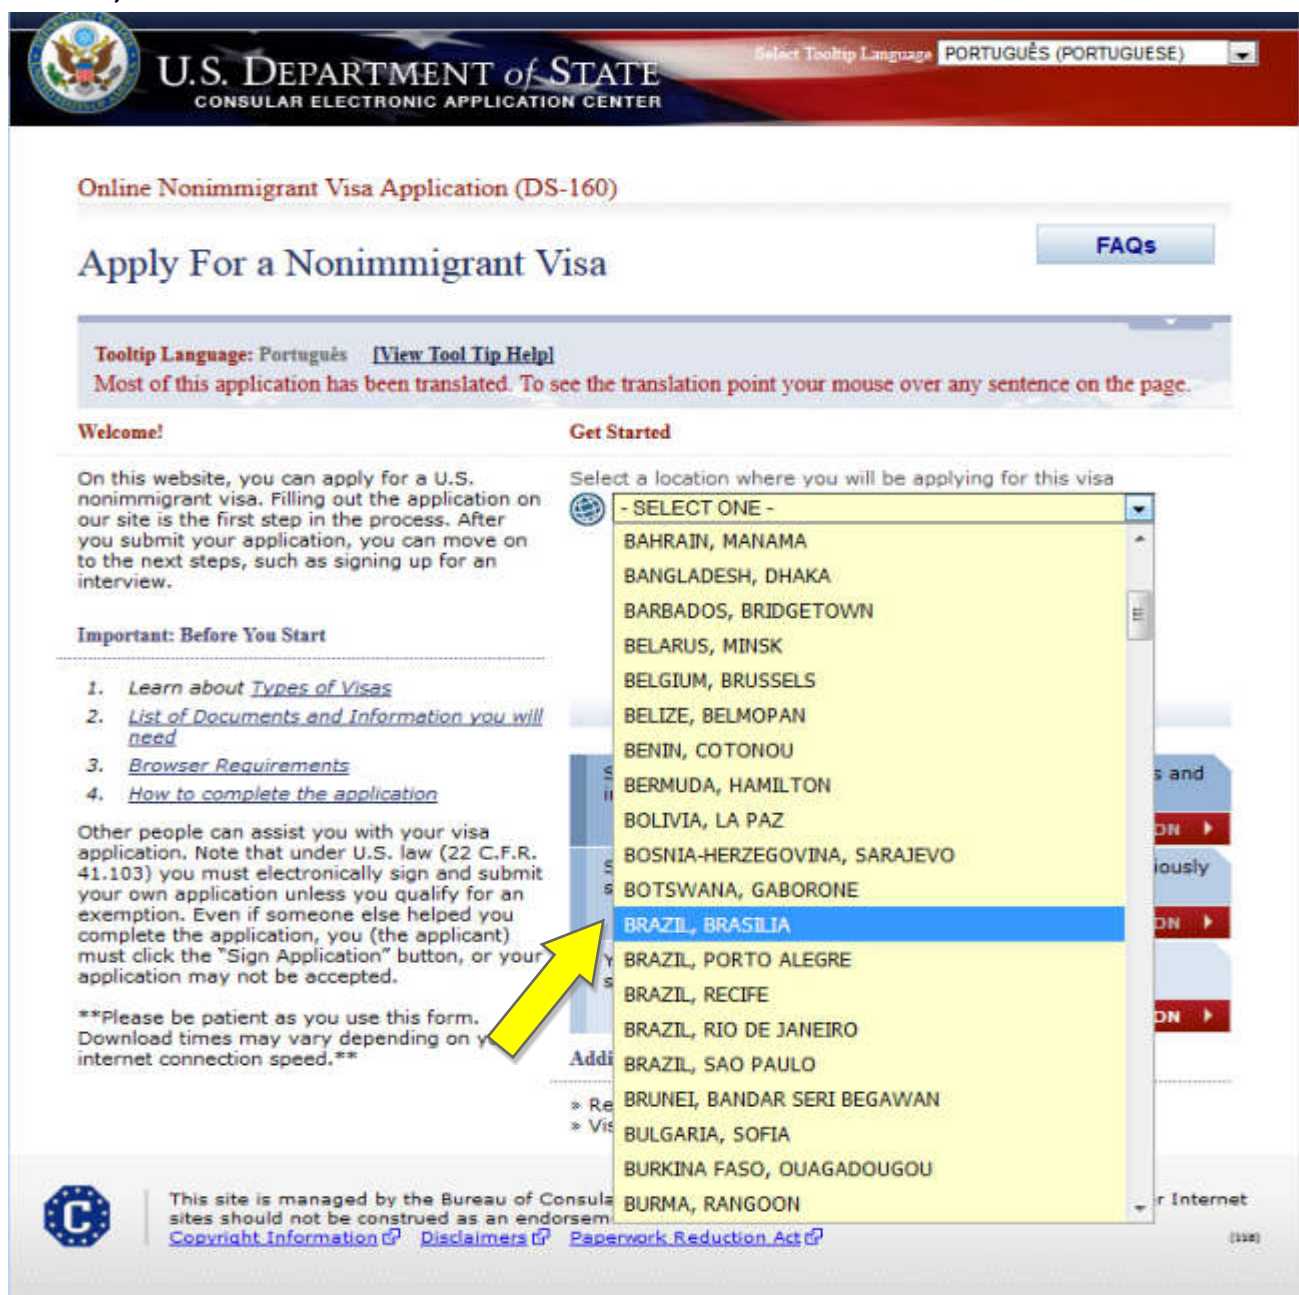 U.S. DEPARTMENT of STATE
CONSULAR ELECTRONIC APPLICATION CENTER
Select Tooltip Language PORTUGUÊS (PORTUGUESE)
Online Nonimmigrant Visa Application (DS-160)
Apply For a Nonimmigrant Visa
FAQs
Tooltip Language: Português [View Tool Tip Help]
Most of this application has been translated. To see the translation point your mouse over any sentence on the page.
Welcome!
On this website, you can apply for a U.S.
nonimmigrant visa. Filling out the application on
our site is the first step in the process. After
you submit your application, you can move on
to the next steps, such as signing up for an
interview.
Important: Before You Start
1. Learn about Types of Visas
2. List of Documents and Information you will
need
3. Browser Requirements
4. How to complete the application
Other people can assist you with your visa
application. Note that under U.S. law (22 C.F.R.
41.103) you must electronically sign and submit
your own application unless you qualify for an
exemption. Even if someone else helped you
complete the application, you (the applicant)
must click the "Sign Application" button, or your
application may not be accepted.
**Please be patient as you use this form.
Download times may vary depending on
internet connection speed.**
Get Started
Select a location where you will be applying for this visa
- SELECT ONE -
BAHRAIN, MANAMA
BANGLADESH, DHAKA
BARBADOS, BRIDGETOWN
BELARUS, MINSK
BELGIUM, BRUSSELS
BELIZE, BELMOPAN
BENIN, COTONOU
BERMUDA, HAMILTON
BOLIVIA, LA PAZ
BOSNIA-HERZEGOVINA, SARAJEVO
BOTSWANA, GABORONE
BRAZIL, BRASILIA
BRAZIL, PORTO ALEGRE
BRAZIL, RECIFE
BRAZIL, RIO DE JANEIRO
BRAZIL, SAO PAULO
BRUNEI, BANDAR SERI BEGAWAN
BULGARIA, SOFIA
BURKINA FASO, OUAGADOUGOU
BURMA, RANGOON
s and
ON
iously
ON
ON
Addi
» Re
» Vis
This site is managed by the Bureau of Consula r Internet
sites should not be construed as an endorsem
Copyright Information Disclaimers Paperwork Reduction Act